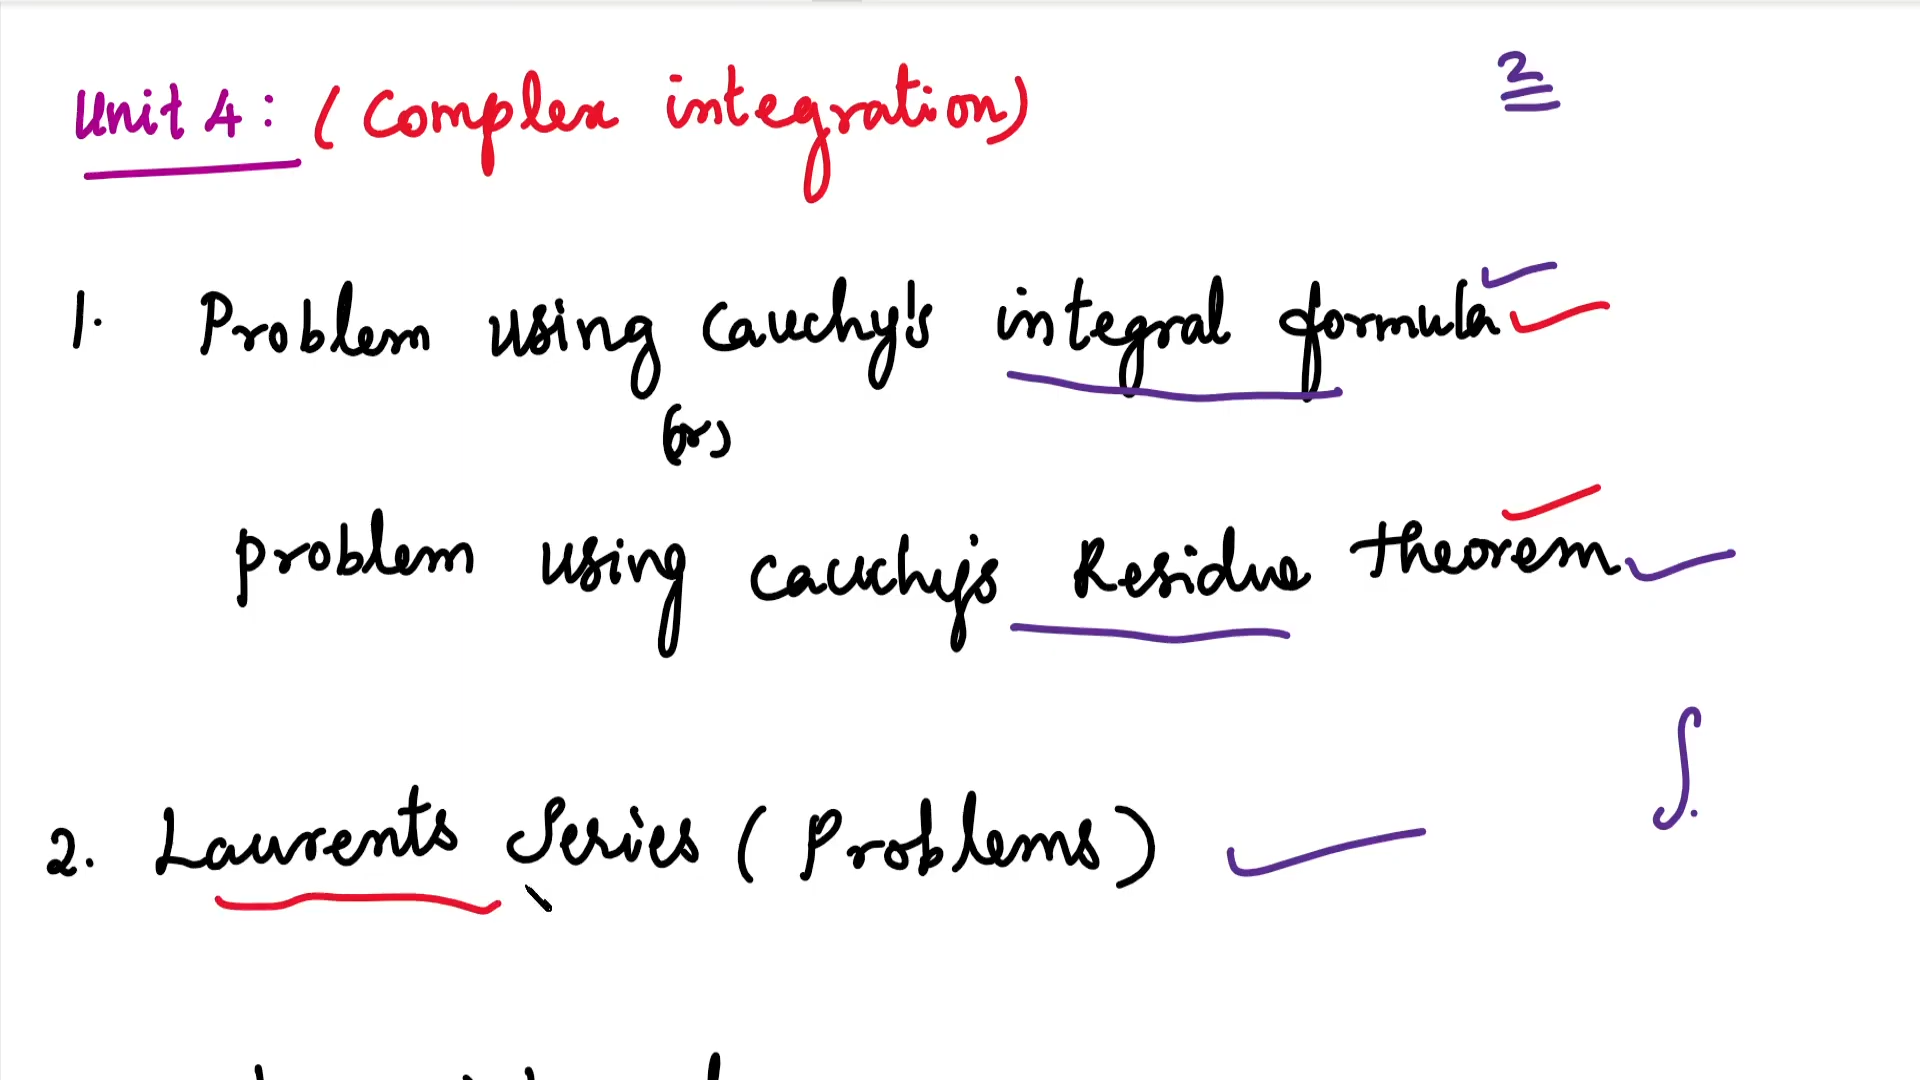 Unit 4: (Complex integration)
2
1. Problem using Cauchy's integral formula
(or)
problem using Cauchy's Residue theorem
∫.
2. Laurents Series (Problems)